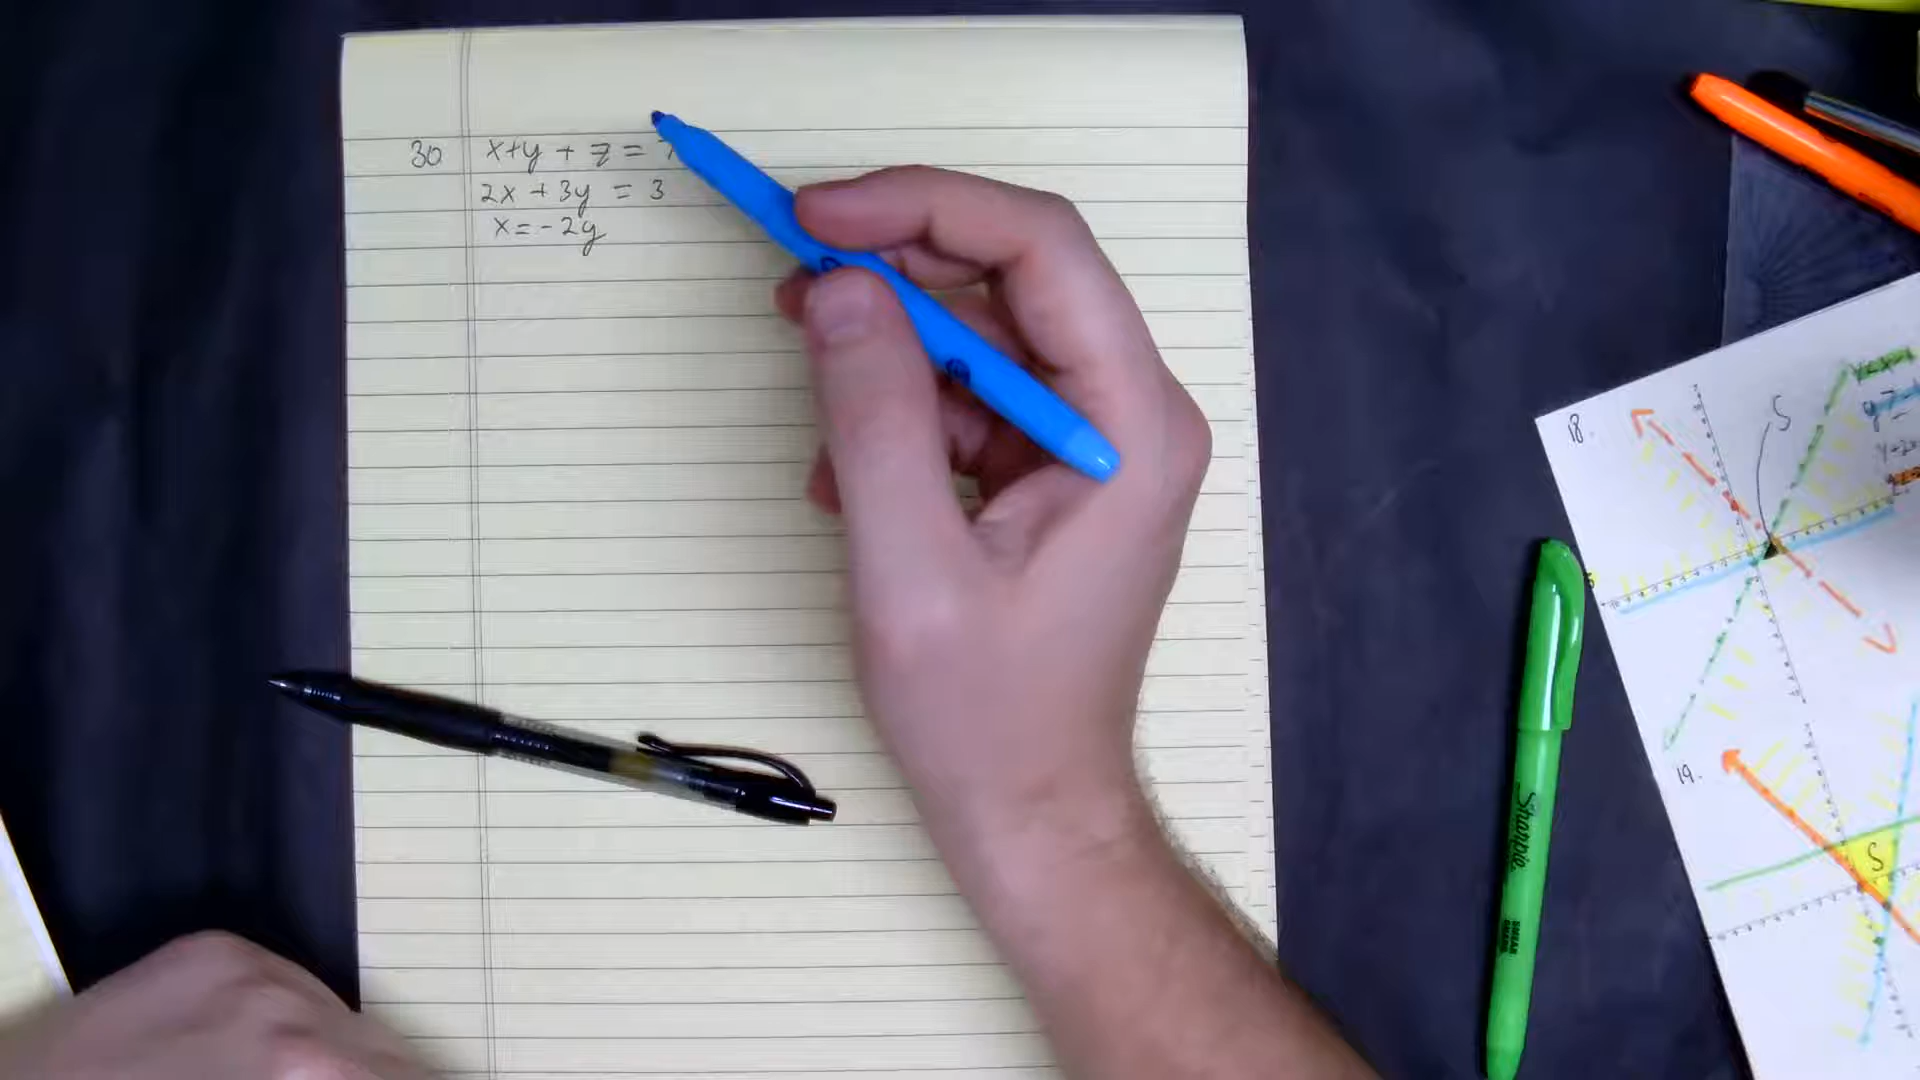 30 x+y + z =
2x + 3y = 3
x = -2y
18.
S
19.
S
Sharpie